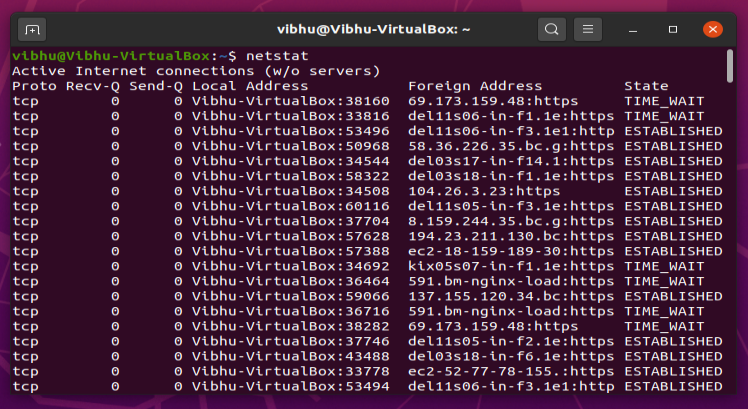 vibhu@Vibhu-VirtualBox: ~
vibhu@Vibhu-VirtualBox:~$ netstat
Active Internet connections (w/o servers)
Proto Recv-Q Send-Q Local Address           Foreign Address         State
tcp        0      0 Vibhu-VirtualBox:38160  69.173.159.48:https     TIME_WAIT
tcp        0      0 Vibhu-VirtualBox:33816  del11s06-in-f1.1e:https TIME_WAIT
tcp        0      0 Vibhu-VirtualBox:53496  del11s06-in-f3.1e1:http ESTABLISHED
tcp        0      0 Vibhu-VirtualBox:50968  58.36.226.35.bc.g:https ESTABLISHED
tcp        0      0 Vibhu-VirtualBox:34544  del03s17-in-f14.1:https ESTABLISHED
tcp        0      0 Vibhu-VirtualBox:58322  del03s18-in-f1.1e:https ESTABLISHED
tcp        0      0 Vibhu-VirtualBox:34508  104.26.3.23:https       ESTABLISHED
tcp        0      0 Vibhu-VirtualBox:60116  del11s05-in-f3.1e:https ESTABLISHED
tcp        0      0 Vibhu-VirtualBox:37704  8.159.244.35.bc.g:https ESTABLISHED
tcp        0      0 Vibhu-VirtualBox:57628  194.23.211.130.bc:https ESTABLISHED
tcp        0      0 Vibhu-VirtualBox:57388  ec2-18-159-189-30:https ESTABLISHED
tcp        0      0 Vibhu-VirtualBox:34692  kix05s07-in-f1.1e:https TIME_WAIT
tcp        0      0 Vibhu-VirtualBox:36464  591.bm-nginx-load:https TIME_WAIT
tcp        0      0 Vibhu-VirtualBox:59066  137.155.120.34.bc:https ESTABLISHED
tcp        0      0 Vibhu-VirtualBox:36716  591.bm-nginx-load:https TIME_WAIT
tcp        0      0 Vibhu-VirtualBox:38282  69.173.159.48:https     TIME_WAIT
tcp        0      0 Vibhu-VirtualBox:37746  del11s05-in-f2.1e:https ESTABLISHED
tcp        0      0 Vibhu-VirtualBox:43488  del03s18-in-f6.1e:https ESTABLISHED
tcp        0      0 Vibhu-VirtualBox:33778  ec2-52-77-78-155.:https ESTABLISHED
tcp        0      0 Vibhu-VirtualBox:53494  del11s06-in-f3.1e1:http ESTABLISHED